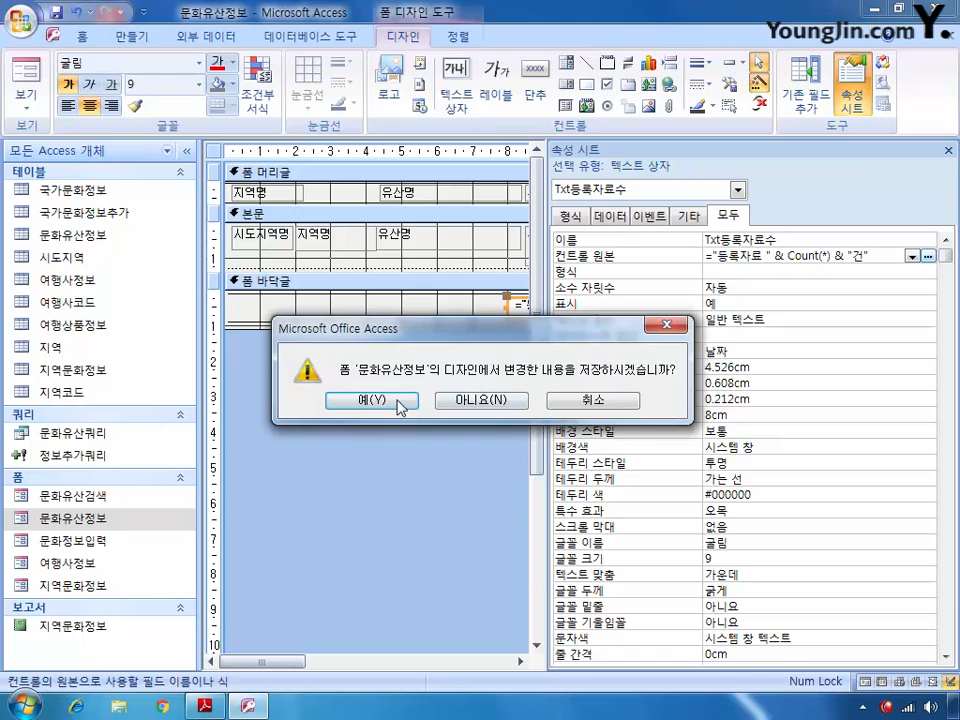 문화유산정보 - Microsoft Access
폼 디자인 도구
YoungJin.com Y.
홈
만들기
외부 데이터
데이터베이스 도구
디자인
정렬
보기
굴림
가
가
가
가
9
조건부
서식
눈금선
로고
가나
텍스트
상자
가가
레이블
xxxx
단추
기존 필드
추가
속성
시트
보기
글꼴
눈금선
컨트롤
도구
모든 Access 개체
테이블
국가문화정보
국가문화정보추가
문화유산정보
시도지역
여행사정보
여행사코드
여행상품정보
지역
지역문화정보
지역코드
쿼리
문화유산쿼리
정보추가쿼리
폼
문화유산검색
문화유산정보
문화정보입력
여행사정보
지역문화정보
보고서
지역문화정보
폼 머리글
지역명
유산명
본문
시도지역명
지역명
유산명
폼 바닥글
속성 시트
선택 유형: 텍스트 상자
Txt등록자료수
형식
데이터
이벤트
기타
모두
이름
Txt등록자료수
컨트롤 원본
="등록자료 " & Count(*) & "건"
형식
소수 자릿수
자동
표시
예
일반 텍스트
날짜
4.526cm
0.608cm
0.212cm
8cm
배경 스타일
보통
배경색
시스템 창
테두리 스타일
투명
테두리 두께
가는 선
테두리 색
#000000
특수 효과
오목
스크롤 막대
없음
글꼴 이름
굴림
글꼴 크기
9
텍스트 맞춤
가운데
글꼴 두께
굵게
글꼴 밑줄
아니요
글꼴 기울임꼴
아니요
문자색
시스템 창 텍스트
줄 간격
0cm
Microsoft Office Access
폼 '문화유산정보'의 디자인에서 변경한 내용을 저장하시겠습니까?
예(Y)
아니요(N)
취소
컨트롤의 원본으로 사용할 필드 이름이나 식
Num Lock